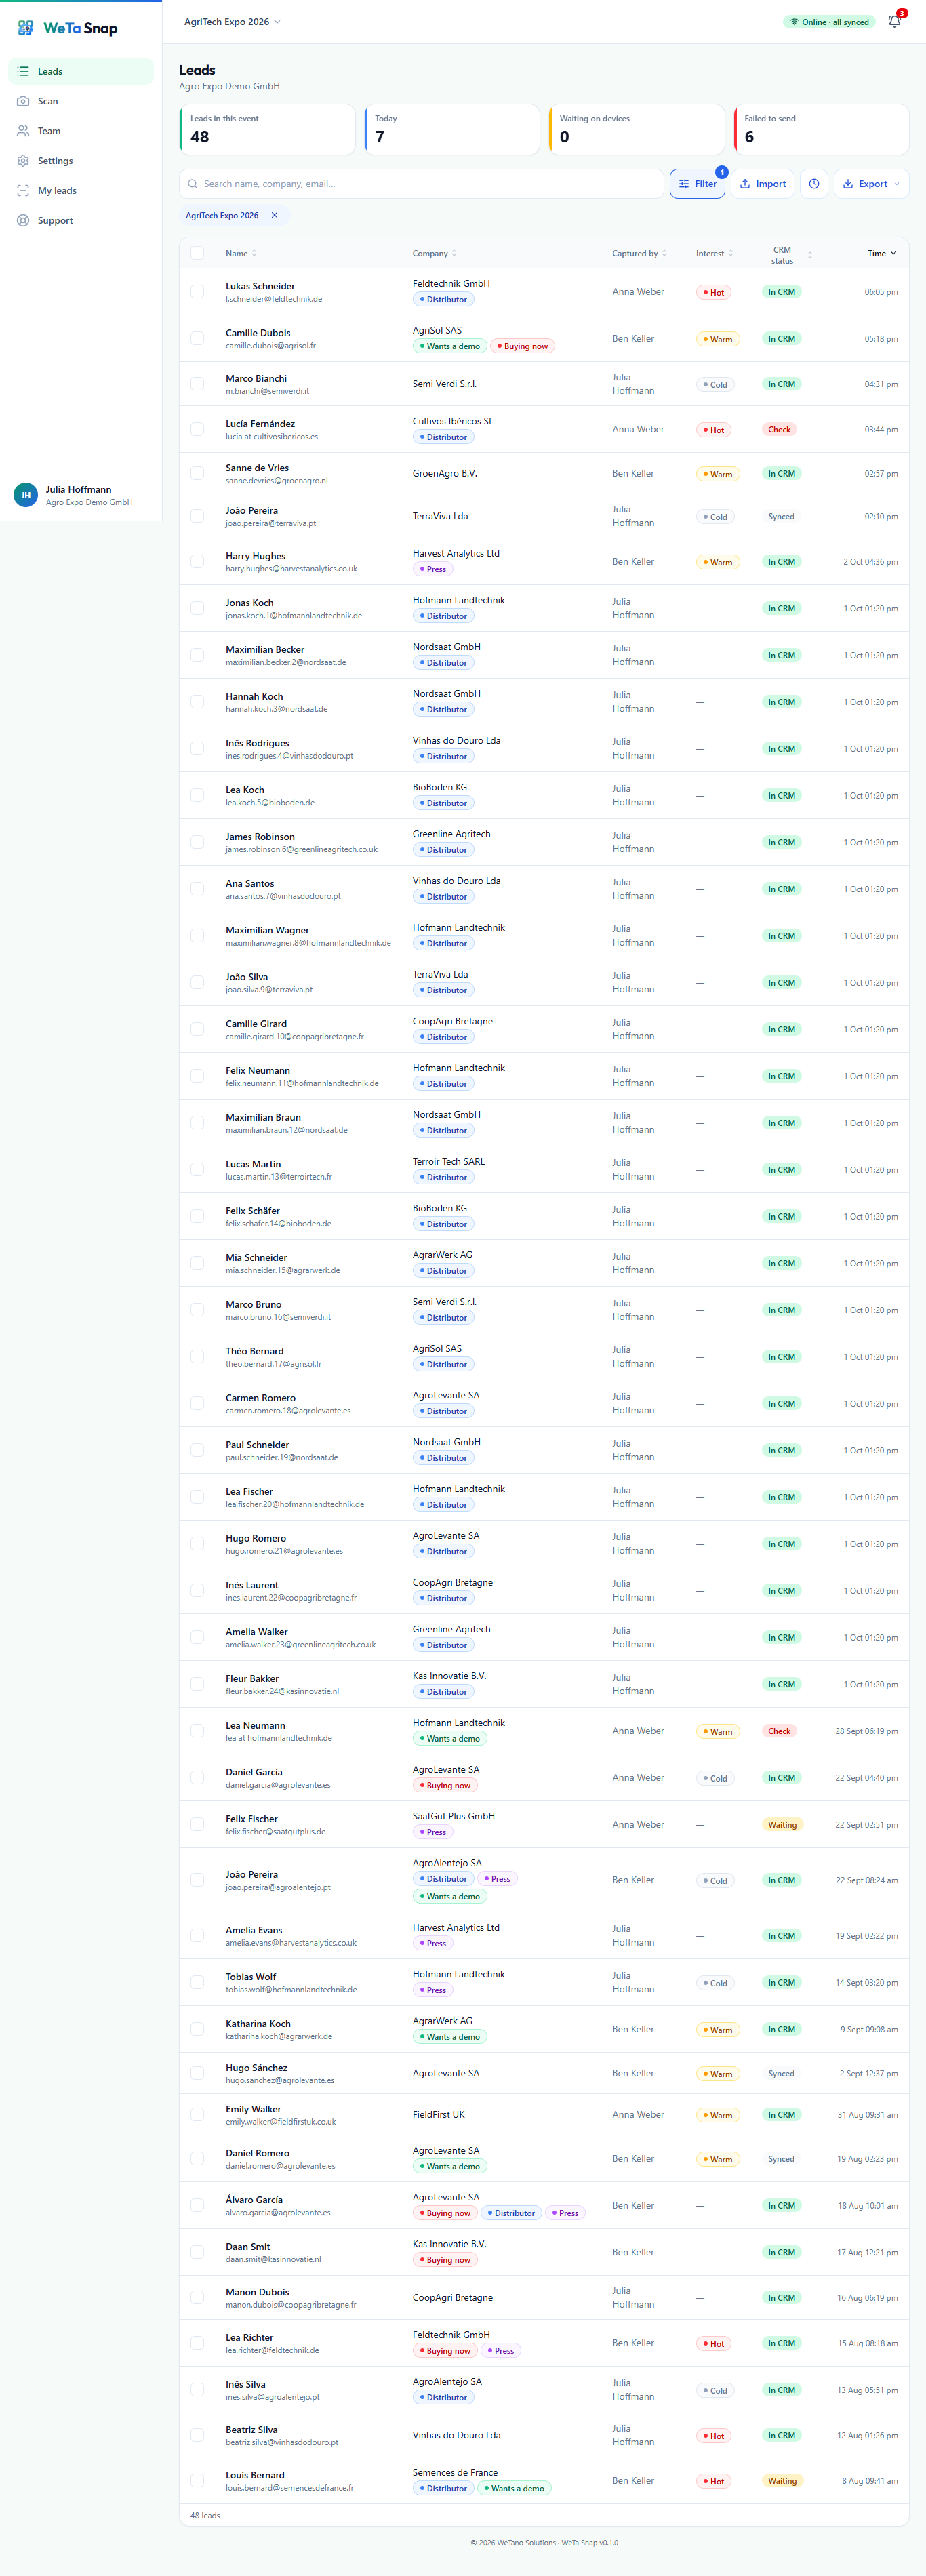 WeTa Snap
AgriTech Expo 2026
Online · all synced
3
Leads
Scan
Team
Settings
My leads
Support
Julia Hoffmann
JH
Agro Expo Demo GmbH
Leads
Agro Expo Demo GmbH
Leads in this event
48
Today
7
Waiting on devices
0
Failed to send
6
Search name, company, email...
Filter
1
Import
Export
AgriTech Expo 2026
Name Company Captured by Interest CRM status Time
Lukas Schneider
l.schneider@feldtechnik.de
Feldtechnik GmbH
Distributor
Anna Weber Hot In CRM 06:05 pm
Camille Dubois
camille.dubois@agrisol.fr
AgriSol SAS
Wants a demo Buying now
Ben Keller Warm In CRM 05:18 pm
Marco Bianchi
m.bianchi@semiverdi.it
Semi Verdi S.r.l.
Julia Hoffmann Cold In CRM 04:31 pm
Lucía Fernández
lucia at cultivosibericos.es
Cultivos Ibéricos SL
Distributor
Anna Weber Hot Check 03:44 pm
Sanne de Vries
sanne.devries@groenagro.nl
GroenAgro B.V.
Ben Keller Warm In CRM 02:57 pm
João Pereira
joao.pereira@terraviva.pt
TerraViva Lda
Julia Hoffmann Cold Synced 02:10 pm
Harry Hughes
harry.hughes@harvestanalytics.co.uk
Harvest Analytics Ltd
Press
Ben Keller Warm In CRM 2 Oct 04:36 pm
Jonas Koch
jonas.koch.1@hofmannlandtechnik.de
Hofmann Landtechnik
Distributor
Julia Hoffmann — In CRM 1 Oct 01:20 pm
Maximilian Becker
maximilian.becker.2@nordsaat.de
Nordsaat GmbH
Distributor
Julia Hoffmann — In CRM 1 Oct 01:20 pm
Hannah Koch
hannah.koch.3@nordsaat.de
Nordsaat GmbH
Distributor
Julia Hoffmann — In CRM 1 Oct 01:20 pm
Inês Rodrigues
ines.rodrigues.4@vinhasdodouro.pt
Vinhas do Douro Lda
Distributor
Julia Hoffmann — In CRM 1 Oct 01:20 pm
Lea Koch
lea.koch.5@bioboden.de
BioBoden KG
Distributor
Julia Hoffmann — In CRM 1 Oct 01:20 pm
James Robinson
james.robinson.6@greenlineagritech.co.uk
Greenline Agritech
Distributor
Julia Hoffmann — In CRM 1 Oct 01:20 pm
Ana Santos
ana.santos.7@vinhasdodouro.pt
Vinhas do Douro Lda
Distributor
Julia Hoffmann — In CRM 1 Oct 01:20 pm
Maximilian Wagner
maximilian.wagner.8@hofmannlandtechnik.de
Hofmann Landtechnik
Distributor
Julia Hoffmann — In CRM 1 Oct 01:20 pm
João Silva
joao.silva.9@terraviva.pt
TerraViva Lda
Distributor
Julia Hoffmann — In CRM 1 Oct 01:20 pm
Camille Girard
camille.girard.10@coopagribretagne.fr
CoopAgri Bretagne
Distributor
Julia Hoffmann — In CRM 1 Oct 01:20 pm
Felix Neumann
felix.neumann.11@hofmannlandtechnik.de
Hofmann Landtechnik
Distributor
Julia Hoffmann — In CRM 1 Oct 01:20 pm
Maximilian Braun
maximilian.braun.12@nordsaat.de
Nordsaat GmbH
Distributor
Julia Hoffmann — In CRM 1 Oct 01:20 pm
Lucas Martin
lucas.martin.13@terroirtech.fr
Terroir Tech SARL
Distributor
Julia Hoffmann — In CRM 1 Oct 01:20 pm
Felix Schäfer
felix.schafer.14@bioboden.de
BioBoden KG
Distributor
Julia Hoffmann — In CRM 1 Oct 01:20 pm
Mia Schneider
mia.schneider.15@agrarwerk.de
AgrarWerk AG
Distributor
Julia Hoffmann — In CRM 1 Oct 01:20 pm
Marco Bruno
marco.bruno.16@semiverdi.it
Semi Verdi S.r.l.
Distributor
Julia Hoffmann — In CRM 1 Oct 01:20 pm
Théo Bernard
theo.bernard.17@agrisol.fr
AgriSol SAS
Distributor
Julia Hoffmann — In CRM 1 Oct 01:20 pm
Carmen Romero
carmen.romero.18@agrolevante.es
AgroLevante SA
Distributor
Julia Hoffmann — In CRM 1 Oct 01:20 pm
Paul Schneider
paul.schneider.19@nordsaat.de
Nordsaat GmbH
Distributor
Julia Hoffmann — In CRM 1 Oct 01:20 pm
Lea Fischer
lea.fischer.20@hofmannlandtechnik.de
Hofmann Landtechnik
Distributor
Julia Hoffmann — In CRM 1 Oct 01:20 pm
Hugo Romero
hugo.romero.21@agrolevante.es
AgroLevante SA
Distributor
Julia Hoffmann — In CRM 1 Oct 01:20 pm
Inés Laurent
ines.laurent.22@coopagribretagne.fr
CoopAgri Bretagne
Distributor
Julia Hoffmann — In CRM 1 Oct 01:20 pm
Amelia Walker
amelia.walker.23@greenlineagritech.co.uk
Greenline Agritech
Distributor
Julia Hoffmann — In CRM 1 Oct 01:20 pm
Fleur Bakker
fleur.bakker.24@kasinnovatie.nl
Kas Innovatie B.V.
Distributor
Julia Hoffmann — In CRM 1 Oct 01:20 pm
Lea Neumann
lea at hofmannlandtechnik.de
Hofmann Landtechnik
Wants a demo
Anna Weber Warm Check 28 Sept 06:19 pm
Daniel García
daniel.garcia@agrolevante.es
AgroLevante SA
Buying now
Anna Weber Cold In CRM 22 Sept 04:40 pm
Felix Fischer
felix.fischer@saatgutplus.de
SaatGut Plus GmbH
Press
Anna Weber — Waiting 22 Sept 02:51 pm
João Pereira
joao.pereira@agroalentejo.pt
AgroAlentejo SA
Distributor Press
Wants a demo
Ben Keller Cold In CRM 22 Sept 08:24 am
Amelia Evans
amelia.evans@harvestanalytics.co.uk
Harvest Analytics Ltd
Press
Julia Hoffmann — In CRM 19 Sept 02:22 pm
Tobias Wolf
tobias.wolf@hofmannlandtechnik.de
Hofmann Landtechnik
Press
Julia Hoffmann Cold In CRM 14 Sept 03:20 pm
Katharina Koch
katharina.koch@agrarwerk.de
AgrarWerk AG
Wants a demo
Ben Keller Warm In CRM 9 Sept 09:08 am
Hugo Sánchez
hugo.sanchez@agrolevante.es
AgroLevante SA
Ben Keller Warm Synced 2 Sept 12:37 pm
Emily Walker
emily.walker@fieldfirstuk.co.uk
FieldFirst UK
Anna Weber Warm In CRM 31 Aug 09:31 am
Daniel Romero
daniel.romero@agrolevante.es
AgroLevante SA
Wants a demo
Ben Keller Warm Synced 19 Aug 02:23 pm
Álvaro García
alvaro.garcia@agrolevante.es
AgroLevante SA
Buying now Distributor Press
Ben Keller — In CRM 18 Aug 10:01 am
Daan Smit
daan.smit@kasinnovatie.nl
Kas Innovatie B.V.
Buying now
Ben Keller — In CRM 17 Aug 12:21 pm
Manon Dubois
manon.dubois@coopagribretagne.fr
CoopAgri Bretagne
Julia Hoffmann — In CRM 16 Aug 06:19 pm
Lea Richter
lea.richter@feldtechnik.de
Feldtechnik GmbH
Buying now Press
Ben Keller Hot In CRM 15 Aug 08:18 am
Inês Silva
ines.silva@agroalentejo.pt
AgroAlentejo SA
Distributor
Julia Hoffmann Cold In CRM 13 Aug 05:51 pm
Beatriz Silva
beatriz.silva@vinhasdodouro.pt
Vinhas do Douro Lda
Julia Hoffmann Hot In CRM 12 Aug 01:26 pm
Louis Bernard
louis.bernard@semencesdefrance.fr
Semences de France
Distributor Wants a demo
Ben Keller Hot Waiting 8 Aug 09:41 am
48 leads
© 2026 WeTano Solutions · WeTa Snap v0.1.0